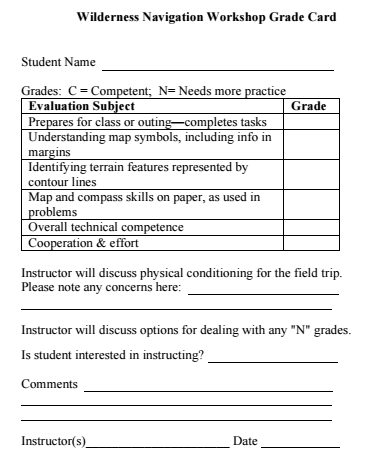 Wilderness Navigation Workshop Grade Card
Student Name
Grades: C = Competent; N= Needs more practice
Evaluation Subject Grade
Prepares for class or outing—completes tasks
Understanding map symbols, including info in
margins
Identifying terrain features represented by
contour lines
Map and compass skills on paper, as used in
problems
Overall technical competence
Cooperation & effort
Instructor will discuss physical conditioning for the field trip.
Please note any concerns here:
Instructor will discuss options for dealing with any "N" grades.
Is student interested in instructing?
Comments
Instructor(s) Date